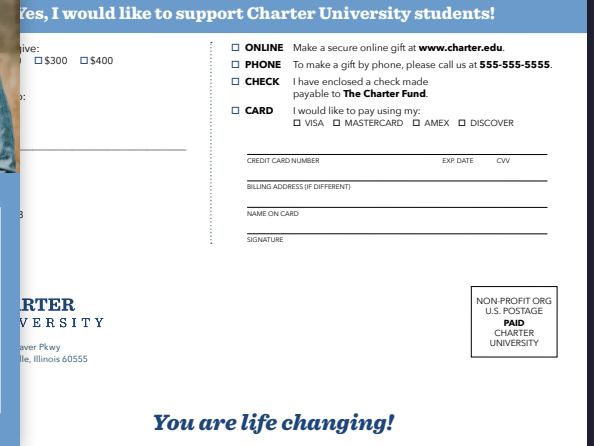 Yes, I would like to support Charter University students!
give:
$300 $400
ONLINE Make a secure online gift at www.charter.edu.
PHONE To make a gift by phone, please call us at 555-555-5555.
CHECK I have enclosed a check made
payable to The Charter Fund.
CARD I would like to pay using my:
VISA MASTERCARD AMEX DISCOVER
CREDIT CARD NUMBER EXP. DATE CVV
BILLING ADDRESS (IF DIFFERENT)
NAME ON CARD
SIGNATURE
NON-PROFIT ORG
U.S. POSTAGE
PAID
CHARTER
UNIVERSITY
RTER
VERSITY
aver Pkwy
lle, Illinois 60555
You are life changing!